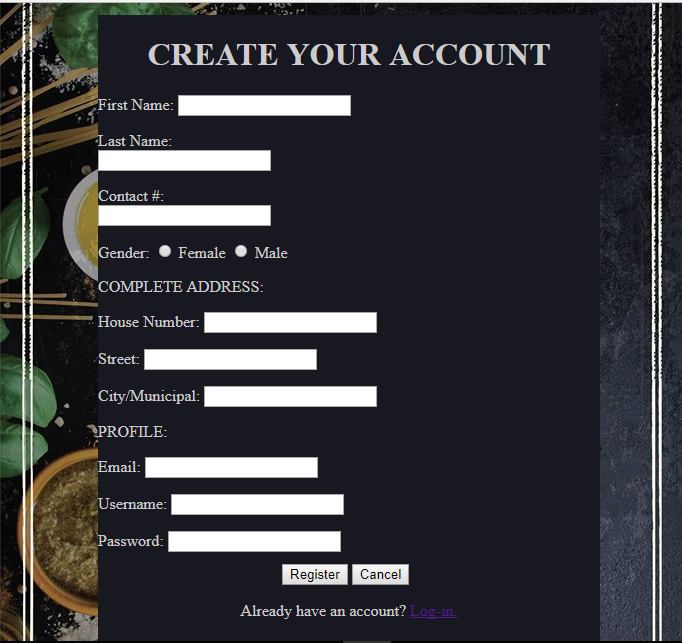 CREATE YOUR ACCOUNT
First Name:
Last Name:
Contact #:
Gender: Female Male
COMPLETE ADDRESS:
House Number:
Street:
City/Municipal:
PROFILE:
Email:
Username:
Password:
Register Cancel
Already have an account? Log-in.